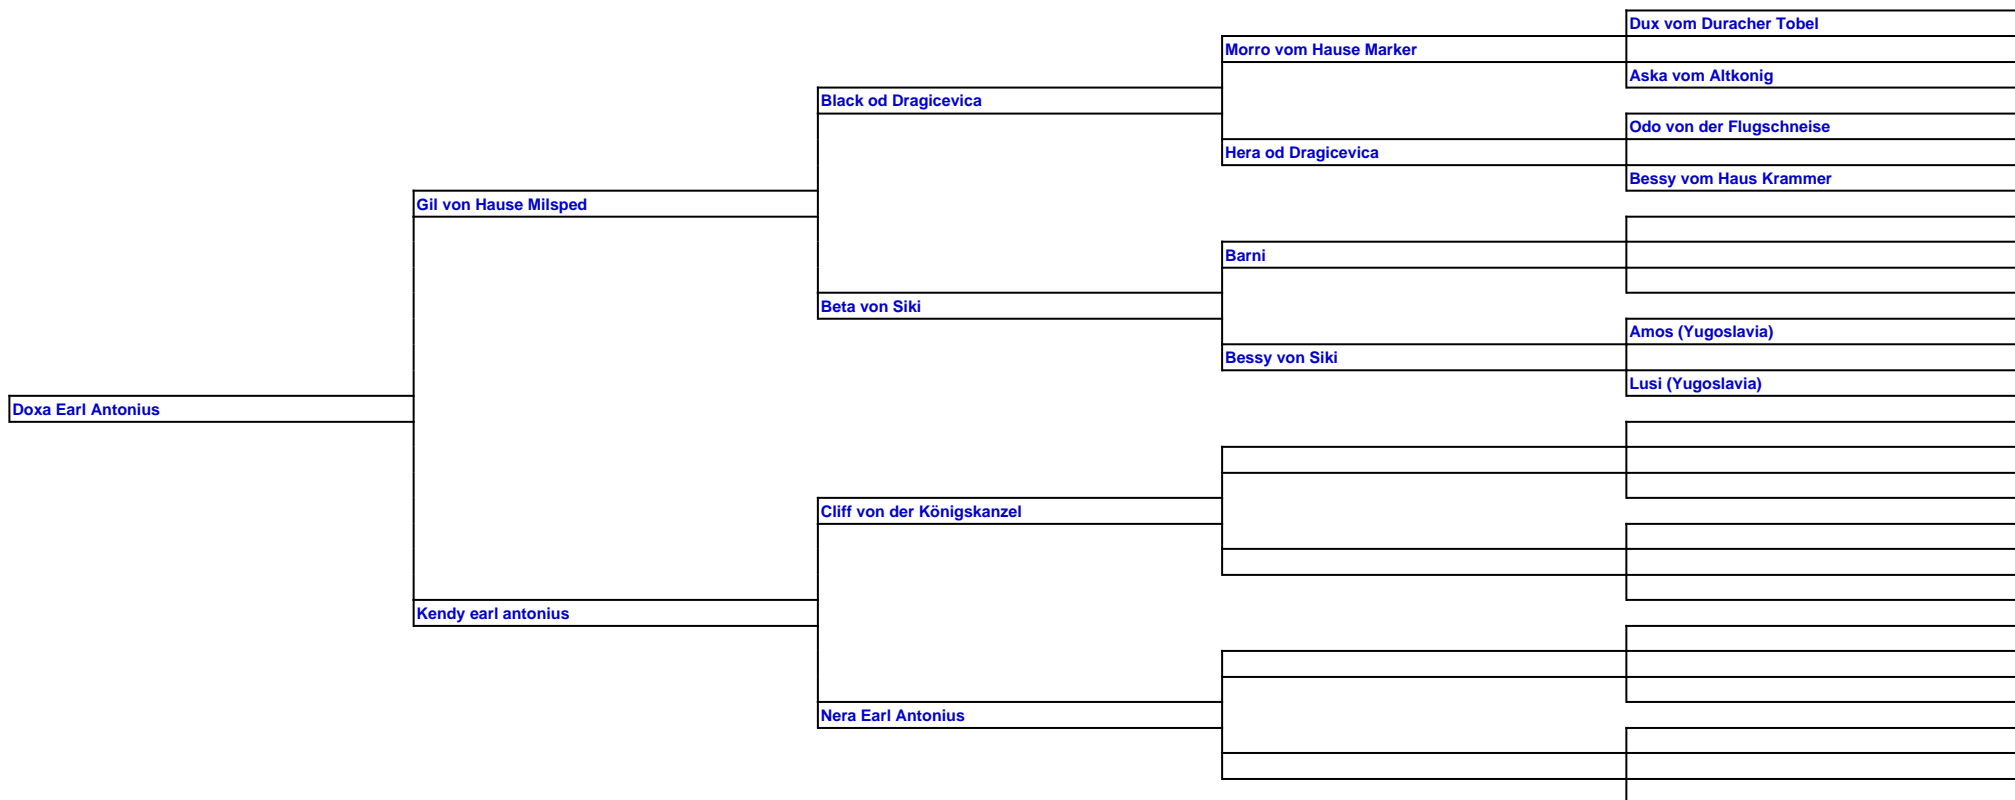 Dux vom Duracher Tobel
Morro vom Hause Marker
Aska vom Altkonig
Black od Dragicevica
Odo von der Flugschneise
Hera od Dragicevica
Bessy vom Haus Krammer
Gil von Hause Milsped
Barni
Beta von Siki
Amos (Yugoslavia)
Bessy von Siki
Lusi (Yugoslavia)
Doxa Earl Antonius
Cliff von der Königskanzel
Kendy earl antonius
Nera Earl Antonius